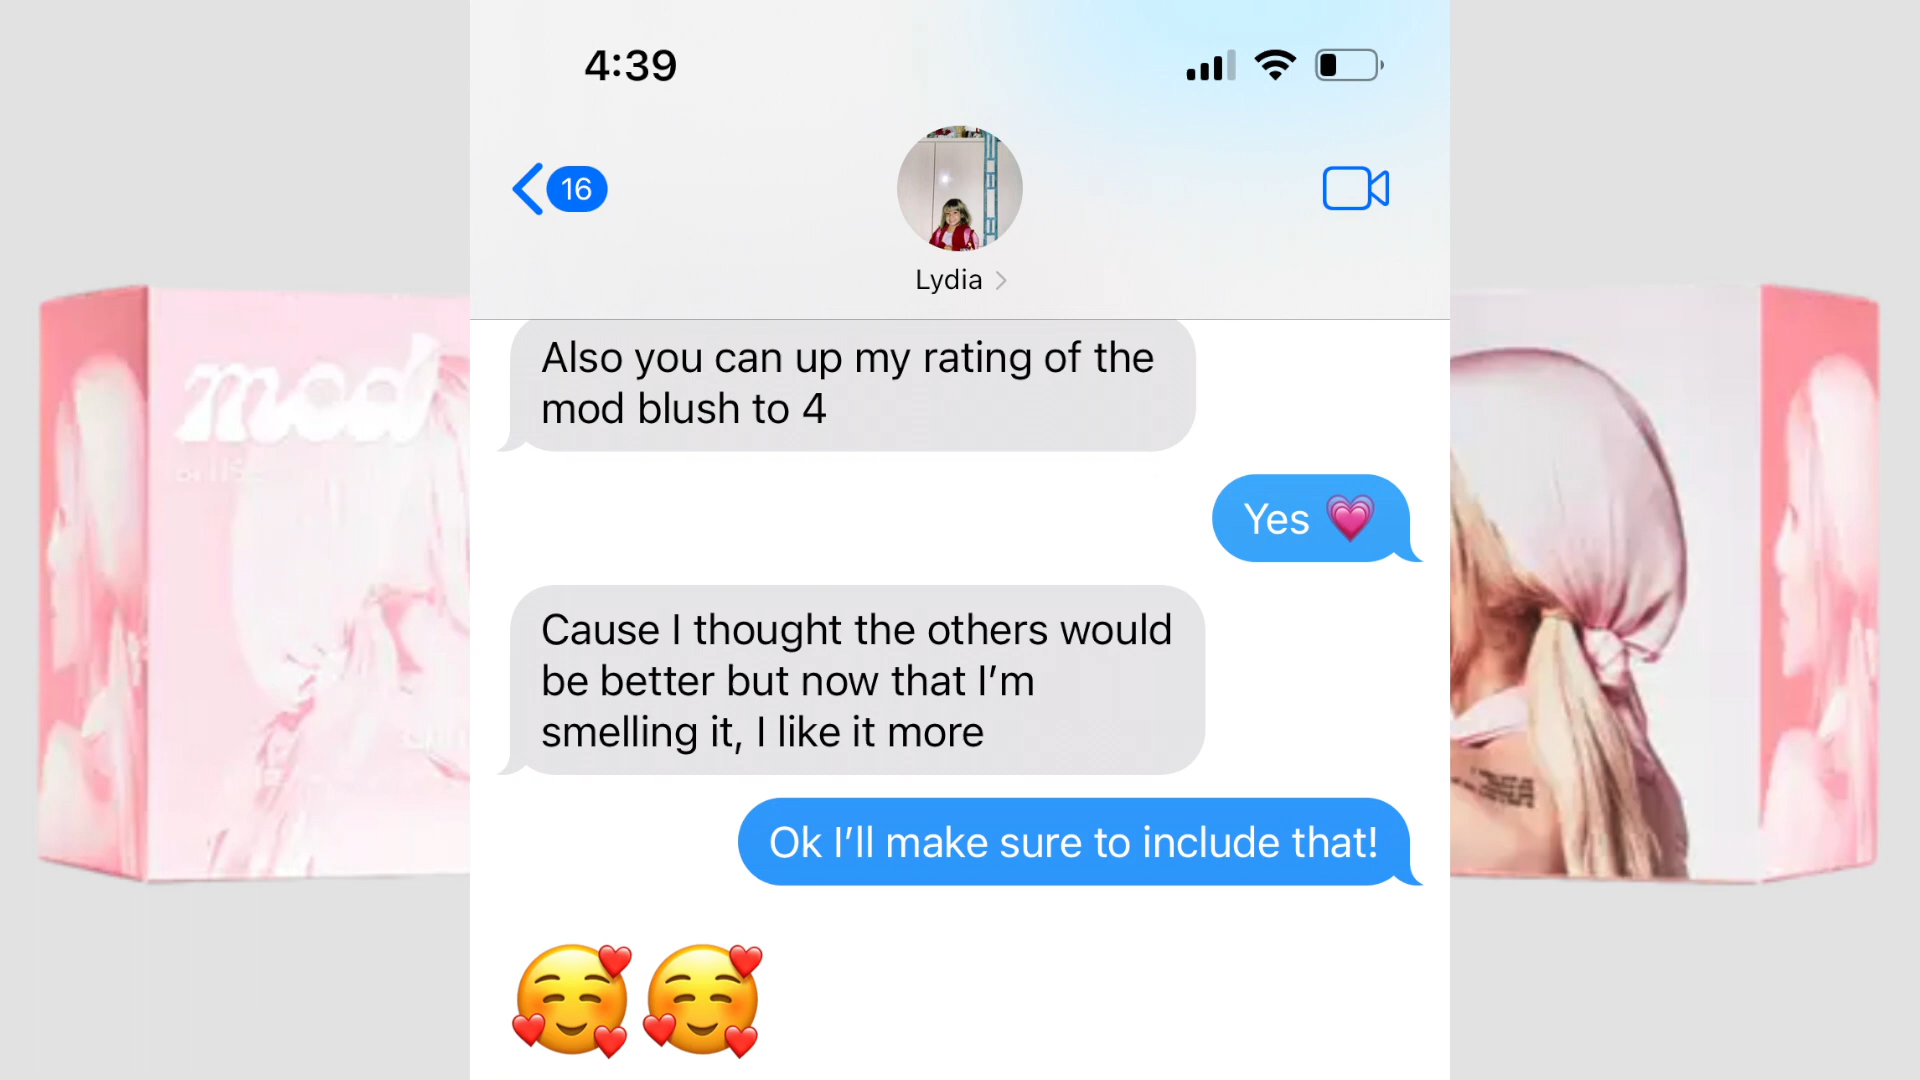 4:39
16
Lydia
Also you can up my rating of the
mod blush to 4
Yes 💗
Cause I thought the others would
be better but now that I’m
smelling it, I like it more
Ok I’ll make sure to include that!
🥰🥰
mod